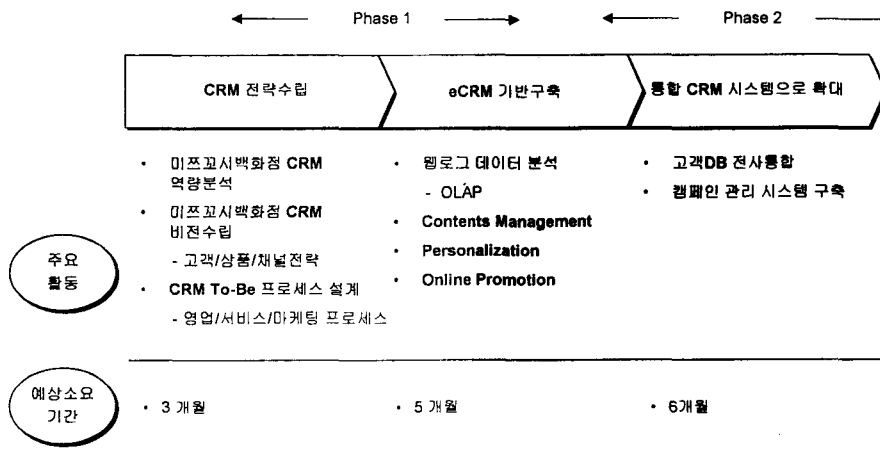 Phase 1
Phase 2
CRM 전략수립
eCRM 기반구축
통합 CRM 시스템으로 확대
주요
활동
• 미쯔꼬시백화점 CRM
역량분석
• 미쯔꼬시백화점 CRM
비전수립
- 고객/상품/채널전략
• CRM To-Be 프로세스 설계
- 영업/서비스/마케팅 프로세스
• 웹로그 데이터 분석
- OLAP
• Contents Management
• Personalization
• Online Promotion
• 고객DB 전사통합
• 캠페인 관리 시스템 구축
예상소요
기간
• 3 개월
• 5 개월
• 6개월